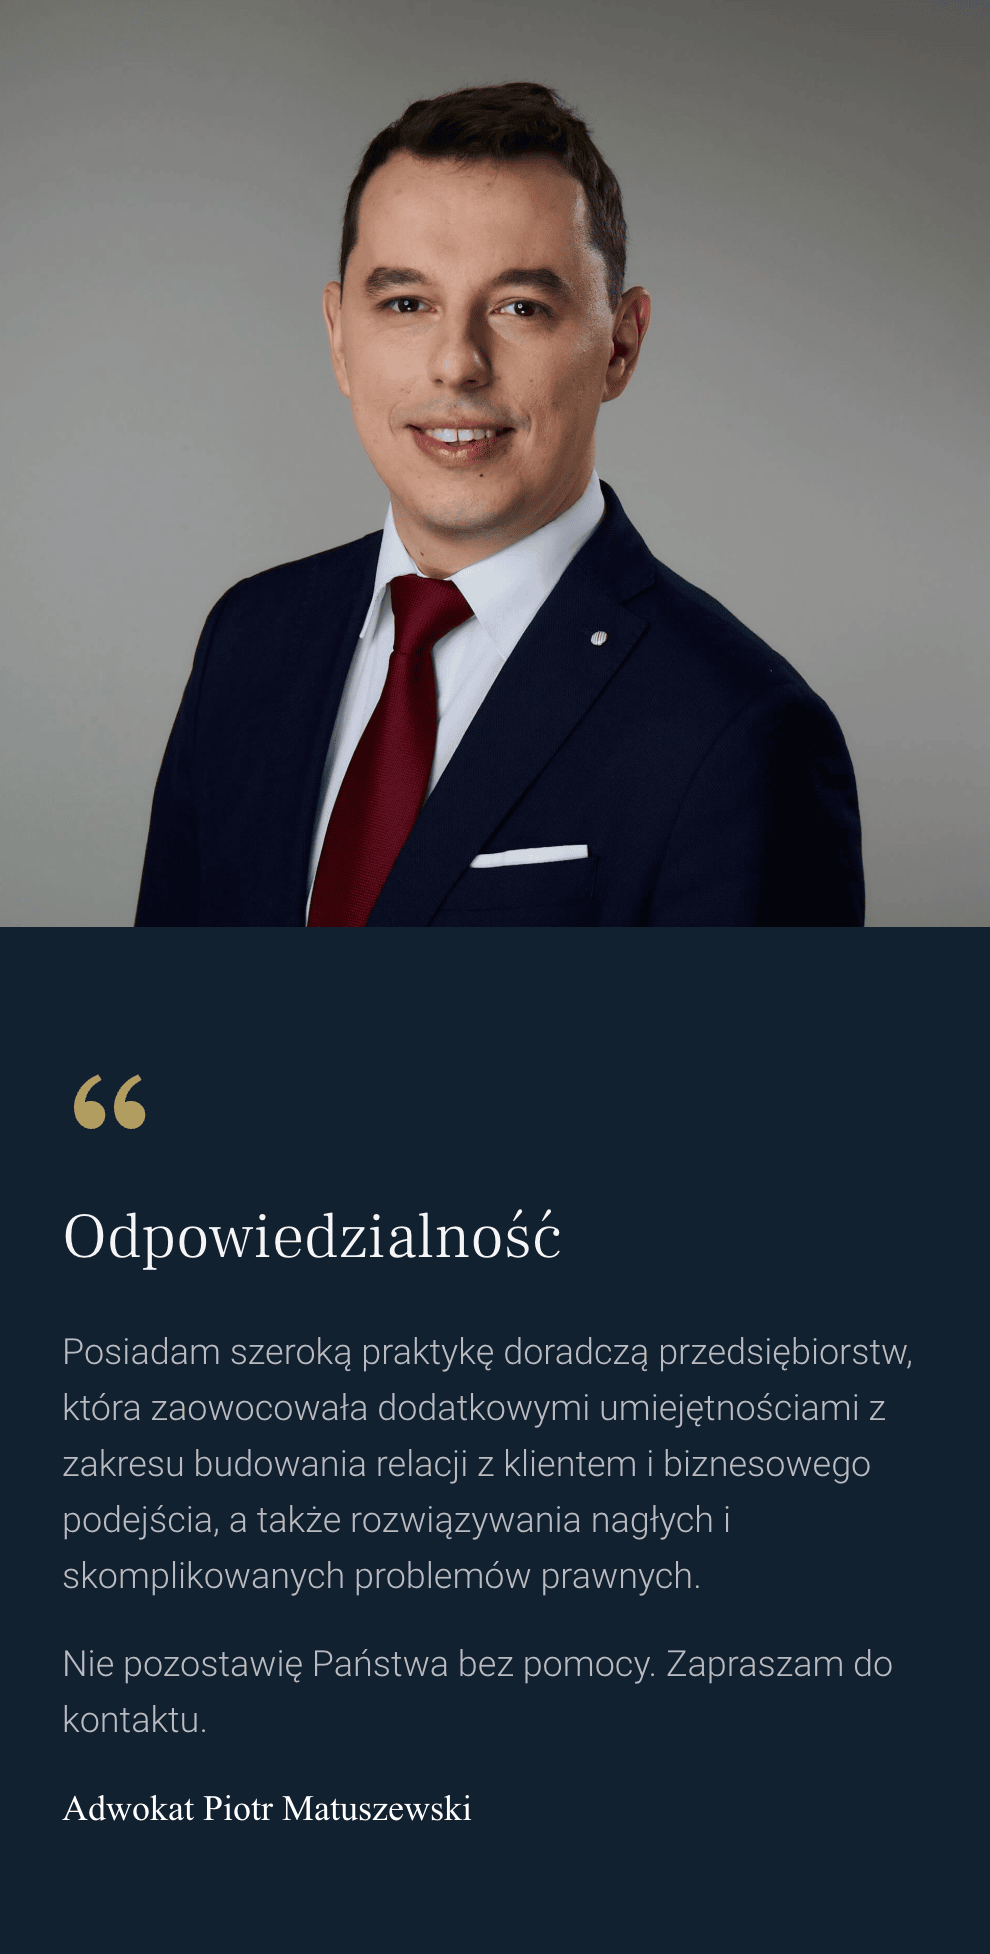 “
Odpowiedzialność
Posiadam szeroką praktykę doradczą przedsiębiorstw,
która zaowocowała dodatkowymi umiejętnościami z
zakresu budowania relacji z klientem i biznesowego
podejścia, a także rozwiązywania nagłych i
skomplikowanych problemów prawnych.
Nie pozostawię Państwa bez pomocy. Zapraszam do
kontaktu.
Adwokat Piotr Matuszewski